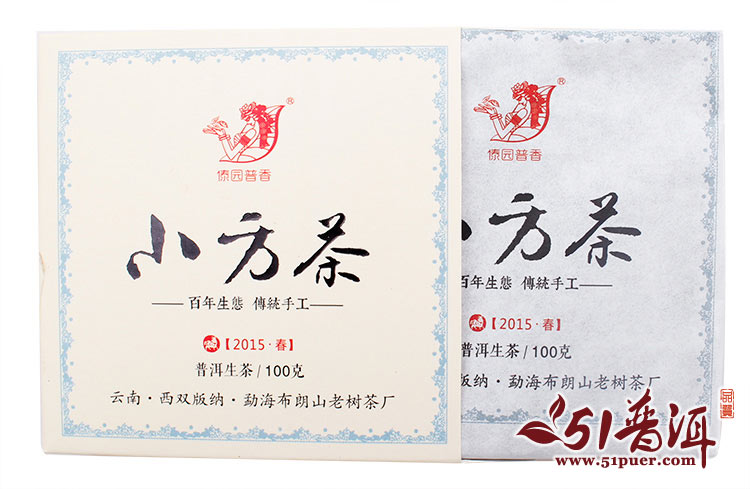 ®
傣园普香
小方茶
百年生態 傳統手工
【2015·春】
普洱生茶/100克
云南·西双版纳·勐海布朗山老树茶厂
®
傣园普香
小方茶
年生態 傳統手工
【2015·春】
洱生茶/100克
版纳·勐海布朗山老树茶厂
51普洱
www.51puer.com